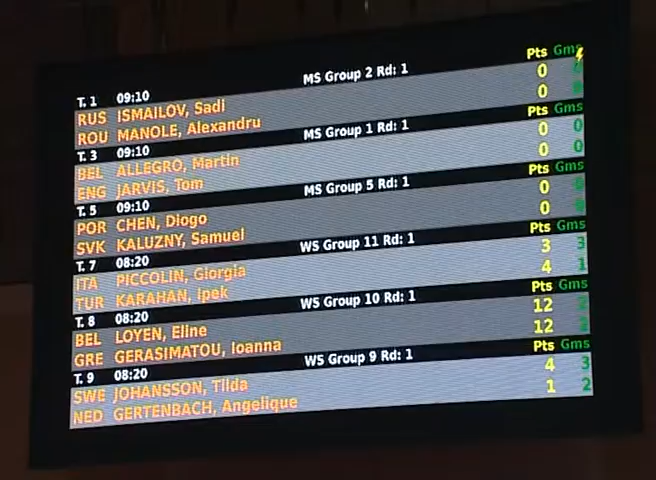 T. 1 09:10 MS Group 2 Rd: 1 Pts Gms
RUS ISMAILOV, Sadi 0
ROU MANOLE, Alexandru 0
T. 3 09:10 MS Group 1 Rd: 1 Pts Gms
BEL ALLEGRO, Martin 0 0
ENG JARVIS, Tom 0 0
T. 5 09:10 MS Group 5 Rd: 1 Pts Gms
POR CHEN, Diogo 0
SVK KALUZNY, Samuel 0
T. 7 08:20 WS Group 11 Rd: 1 Pts Gms
ITA PICCOLIN, Giorgia 3 3
TUR KARAHAN, Ipek 4 1
T. 8 08:20 WS Group 10 Rd: 1 Pts Gms
BEL LOYEN, Eline 12 2
GRE GERASIMATOU, Ioanna 12 2
T. 9 08:20 WS Group 9 Rd: 1 Pts Gms
SWE JOHANSSON, Tilda 4 3
NED GERTENBACH, Angelique 1 2